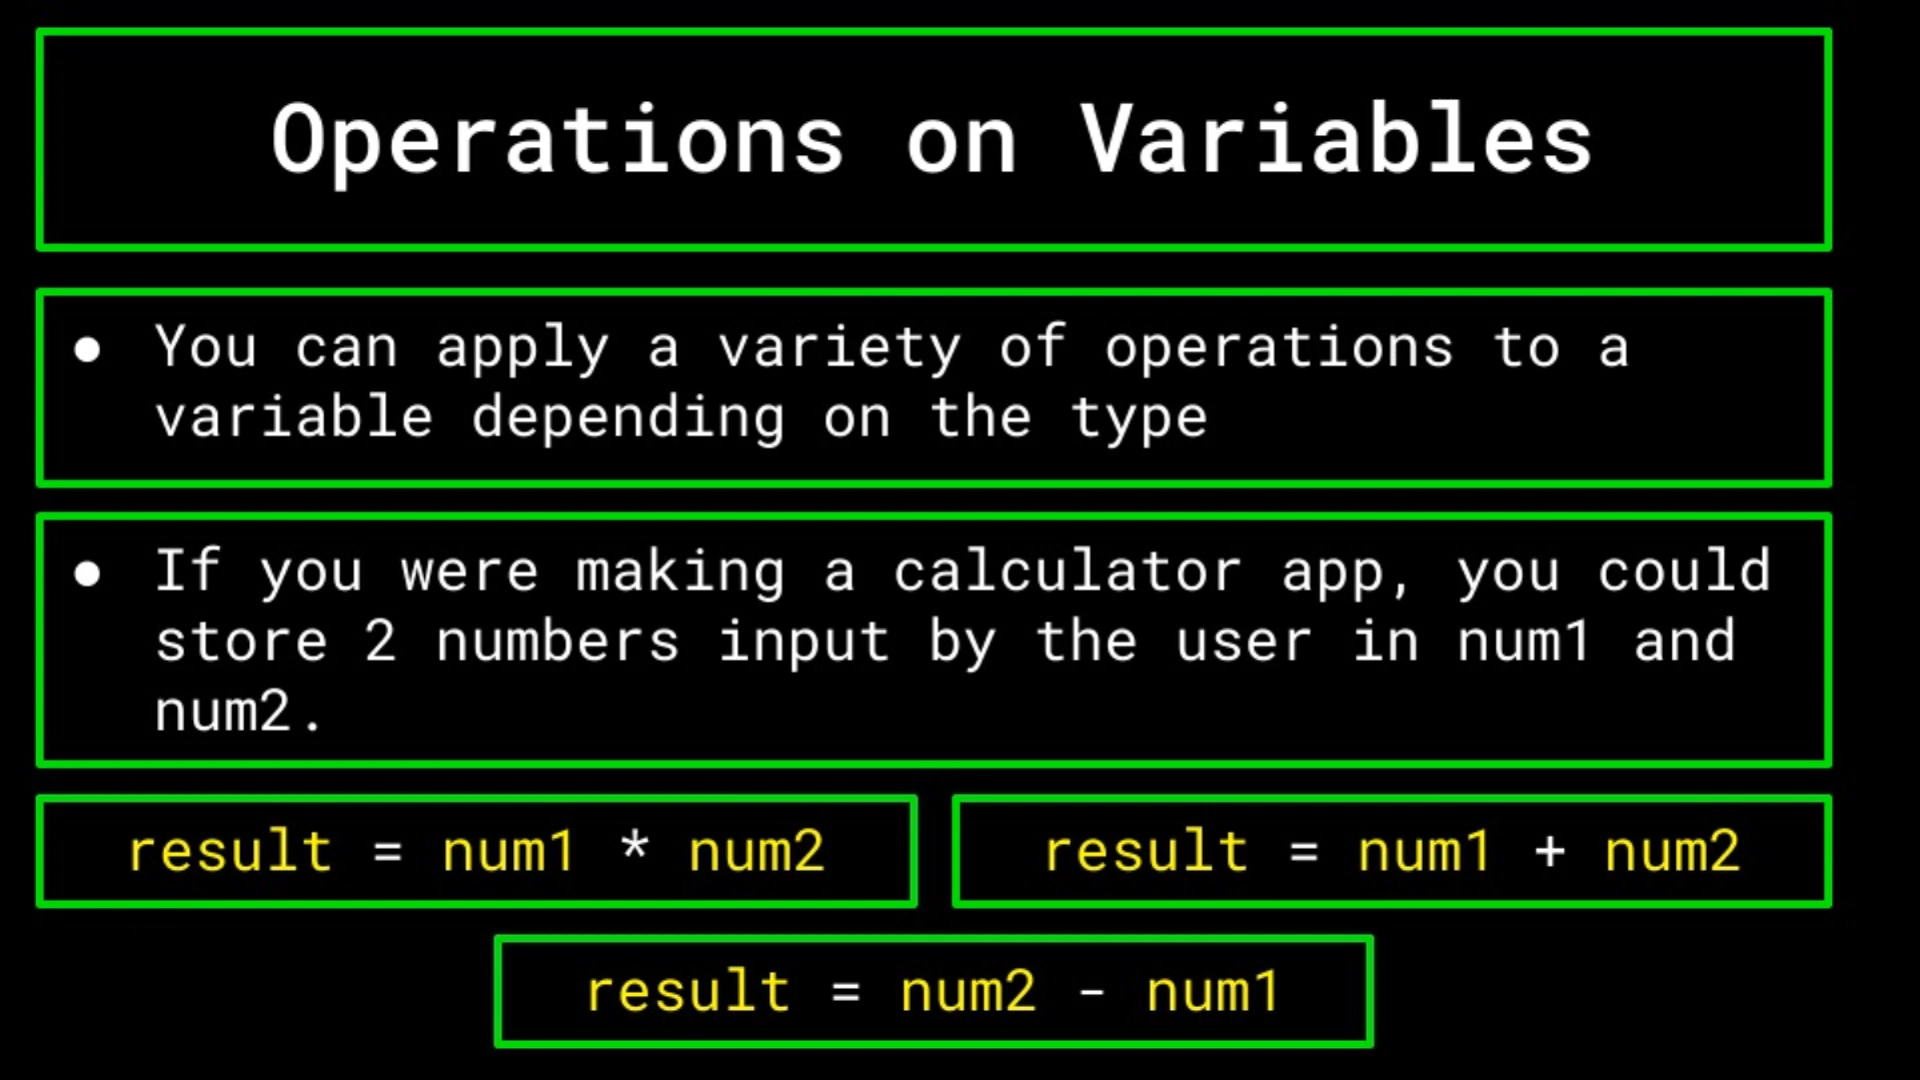 Operations on Variables
● You can apply a variety of operations to a
variable depending on the type
● If you were making a calculator app, you could
store 2 numbers input by the user in num1 and
num2.
result = num1 * num2
result = num1 + num2
result = num2 - num1